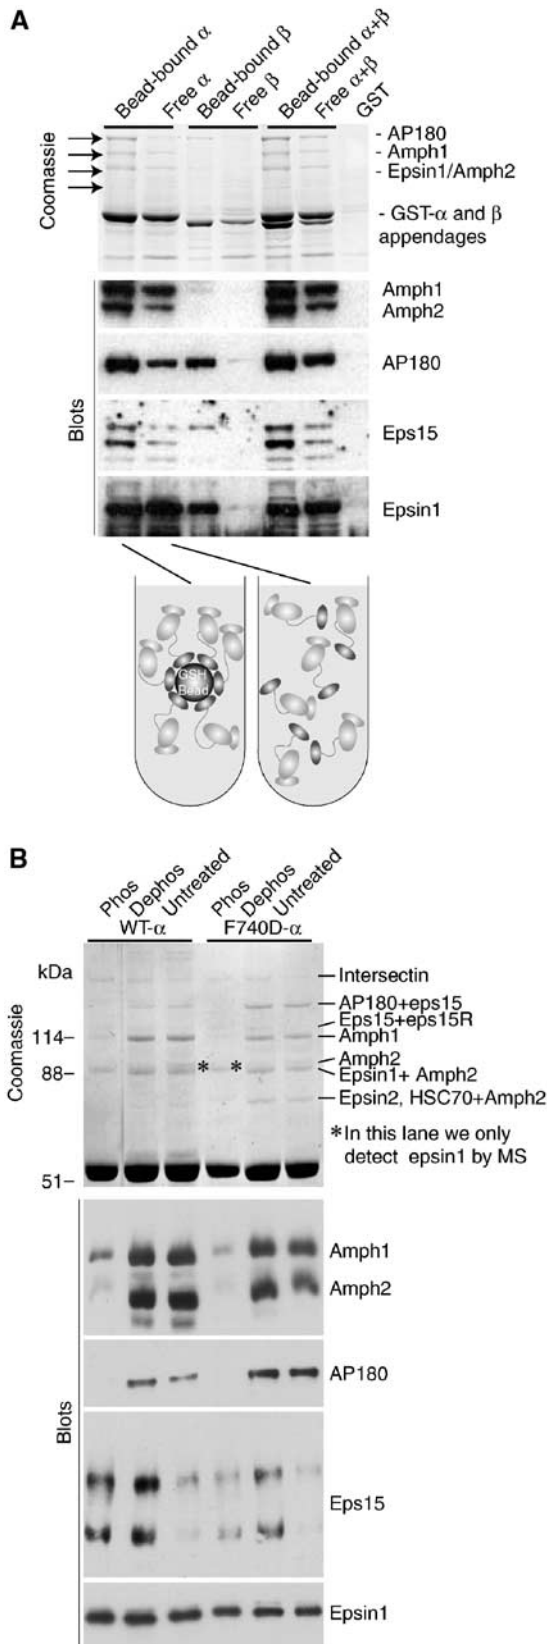 A
Bead-bound α
Free α
Bead-bound β
Free β
Bead-bound α+β
Free α+β
GST
Coomassie
- AP180
- Amph1
- Epsin1/Amph2
- GST-α and β
appendages
Blots
Amph1
Amph2
AP180
Eps15
Epsin1
GSH
Bead
B
Phos
Dephos
Untreated
Phos
Dephos
Untreated
WT-α
F740D-α
kDa
Coomassie
114
88
51
Intersectin
AP180+eps15
Eps15+eps15R
Amph1
Amph2
Epsin1+ Amph2
Epsin2, HSC70+Amph2
* *
*In this lane we only
detect epsin1 by MS
Blots
Amph1
Amph2
AP180
Eps15
Epsin1